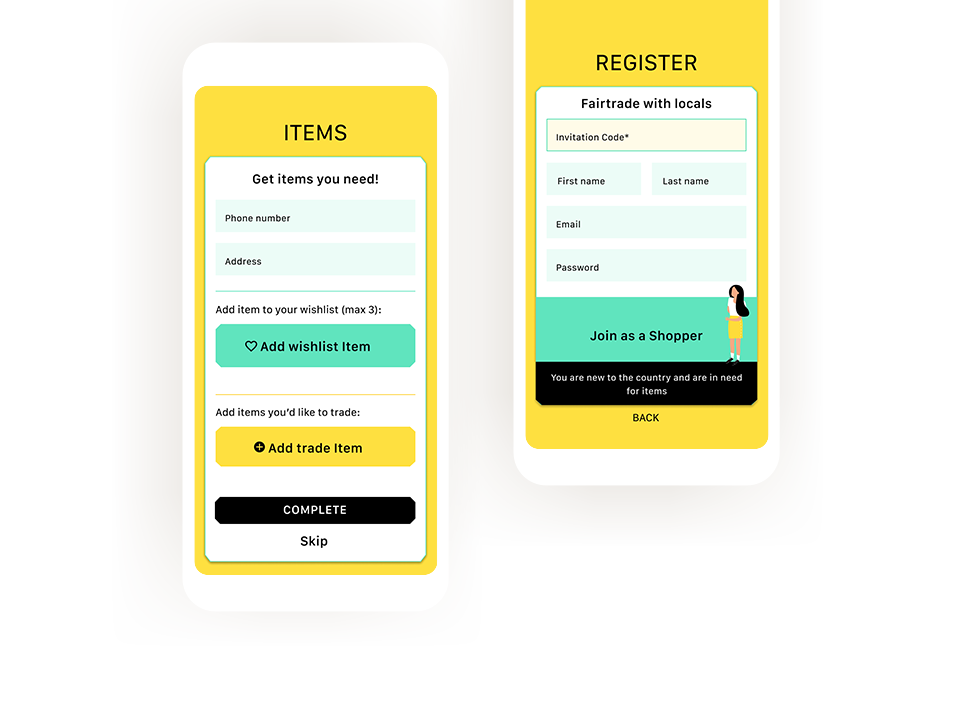 ITEMS
Get items you need!
Phone number
Address
Add item to your wishlist (max 3):
Add wishlist Item
Add items you’d like to trade:
Add trade Item
COMPLETE
Skip
REGISTER
Fairtrade with locals
Invitation Code*
First name
Last name
Email
Password
Join as a Shopper
You are new to the country and are in need
for items
BACK